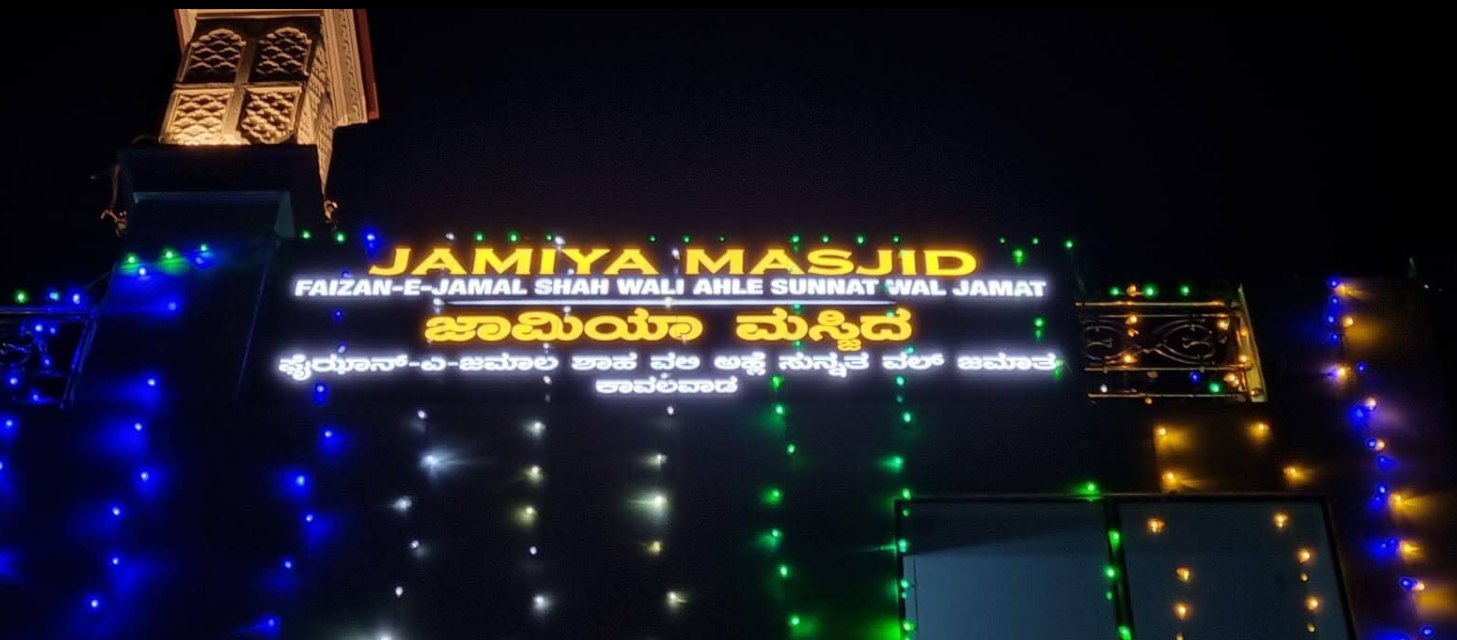 JAMIYA MASJID
FAIZAN-E-JAMAL SHAH WALI AHLE SUNNAT WAL JAMAT
ಜಾಮಿಯಾ ಮಸ್ಜಿದ
ಫೈಝಾನ್-ಎ-ಜಮಾಲ ಶಾಹ ವಲಿ ಅಹ್ಲೆ ಸುನ್ನತ ವಲ್ ಜಮಾತ
ಕಾವಲವಾಡ